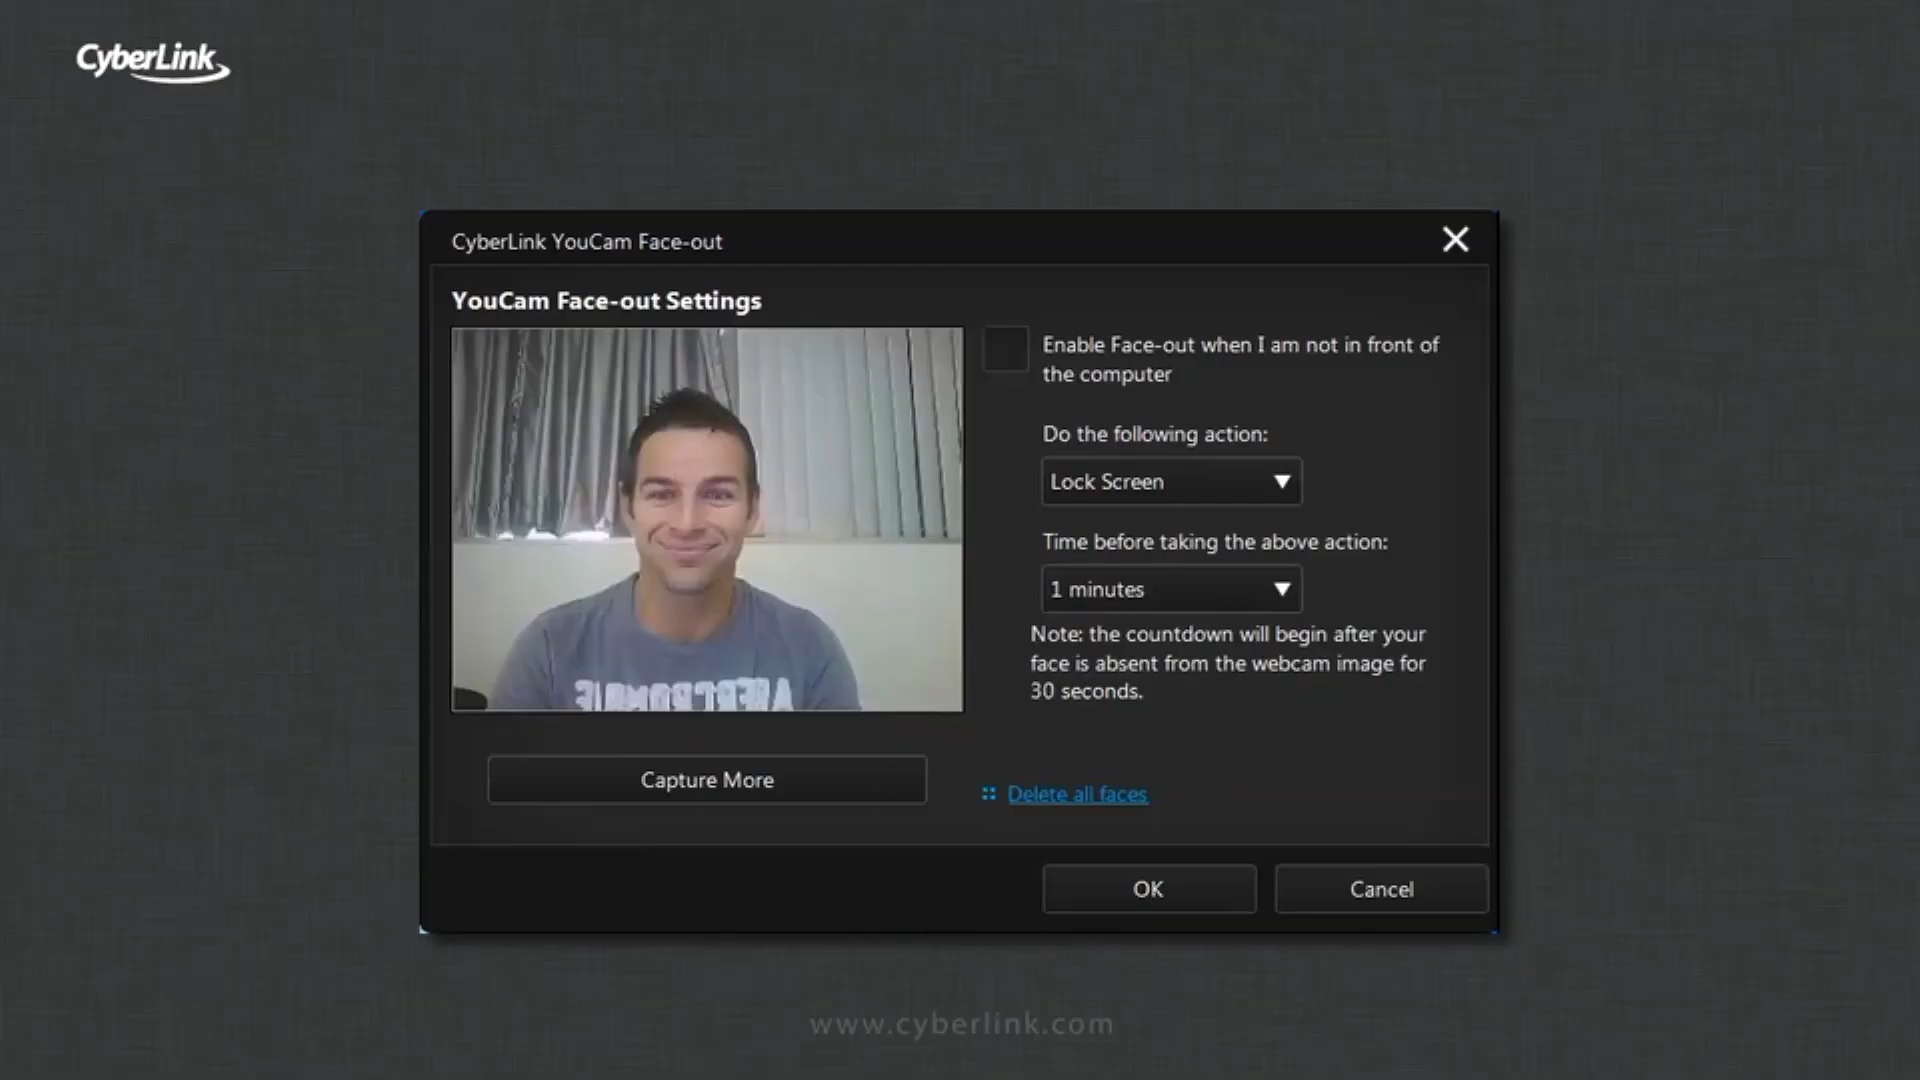 CyberLink
CyberLink YouCam Face-out
YouCam Face-out Settings
Enable Face-out when I am not in front of
the computer
Do the following action:
Lock Screen
Time before taking the above action:
1 minutes
Note: the countdown will begin after your
face is absent from the webcam image for
30 seconds.
ABERCROMBIE
Capture More
Delete all faces
OK
Cancel
www.cyberlink.com